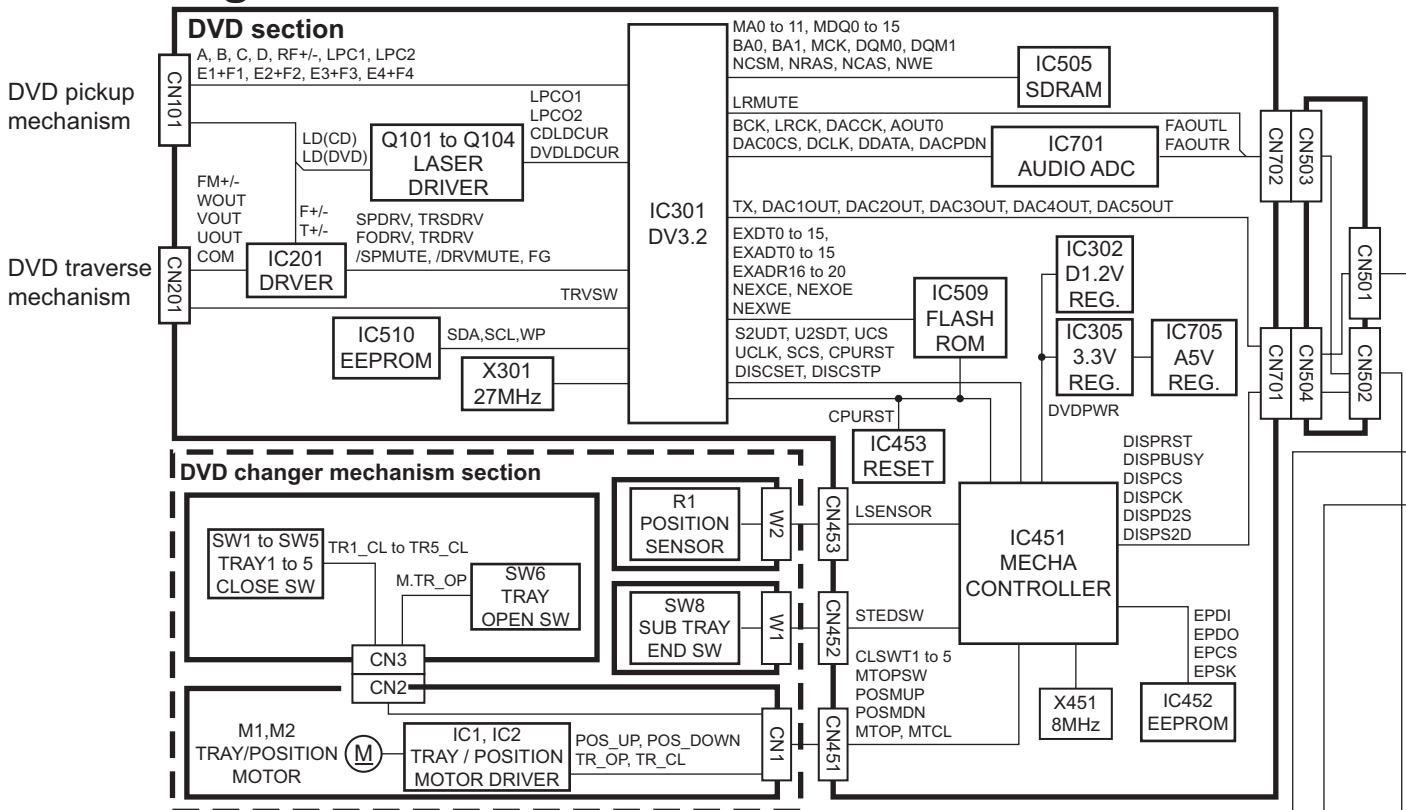 DVD section
A, B, C, D, RF+/-, LPC1, LPC2
E1+F1, E2+F2, E3+F3, E4+F4
DVD pickup
mechanism
CN101
LD(CD)
LD(DVD)
Q101 to Q104
LASER
DRIVER
LPCO1
LPCO2
CDLDCUR
DVDLDCUR
FM+/-
WOUT
VOUT
UOUT
COM
F+/-
T+/-
DVD traverse
mechanism
CN201
IC201
DRVER
SPDRV, TRSDRV
FODRV, TRDRV
/SPMUTE, /DRVMUTE, FG
TRVSW
IC510
EEPROM
SDA,SCL,WP
X301
27MHz
IC301
DV3.2
MA0 to 11, MDQ0 to 15
BA0, BA1, MCK, DQM0, DQM1
NCSM, NRAS, NCAS, NWE
IC505
SDRAM
LRMUTE
BCK, LRCK, DACCK, AOUT0
DAC0CS, DCLK, DDATA, DACPDN
IC701
AUDIO ADC
FAOUTL
FAOUTR
CN702
CN503
TX, DAC1OUT, DAC2OUT, DAC3OUT, DAC4OUT, DAC5OUT
EXDT0 to 15,
EXADT0 to 15
EXADR16 to 20
NEXCE, NEXOE
NEXWE
IC509
FLASH
ROM
S2UDT, U2SDT, UCS
UCLK, SCS, CPURST
DISCSET, DISCSTP
IC302
D1.2V
REG.
IC305
3.3V
REG.
IC705
A5V
REG.
CN501
CN701
CN504
CN502
CPURST
IC453
RESET
DVDPWR
DISPRST
DISPBUSY
DISPCS
DISPCK
DISPD2S
DISPS2D
DVD changer mechanism section
SW1 to SW5
TRAY1 to 5
CLOSE SW
TR1_CL to TR5_CL
M.TR_OP
SW6
TRAY
OPEN SW
R1
POSITION
SENSOR
W2
CN453
LSENSOR
IC451
MECHA
CONTROLLER
SW8
SUB TRAY
END SW
W1
CN452
STEDSW
CN3
CN2
CLSWT1 to 5
MTOPSW
POSMUP
POSMDN
MTOP, MTCL
EPDI
EPDO
EPCS
EPSK
X451
8MHz
IC452
EEPROM
M1,M2
TRAY/POSITION
MOTOR
M
IC1, IC2
TRAY / POSITION
MOTOR DRIVER
POS_UP, POS_DOWN
TR_OP, TR_CL
CN1
CN451